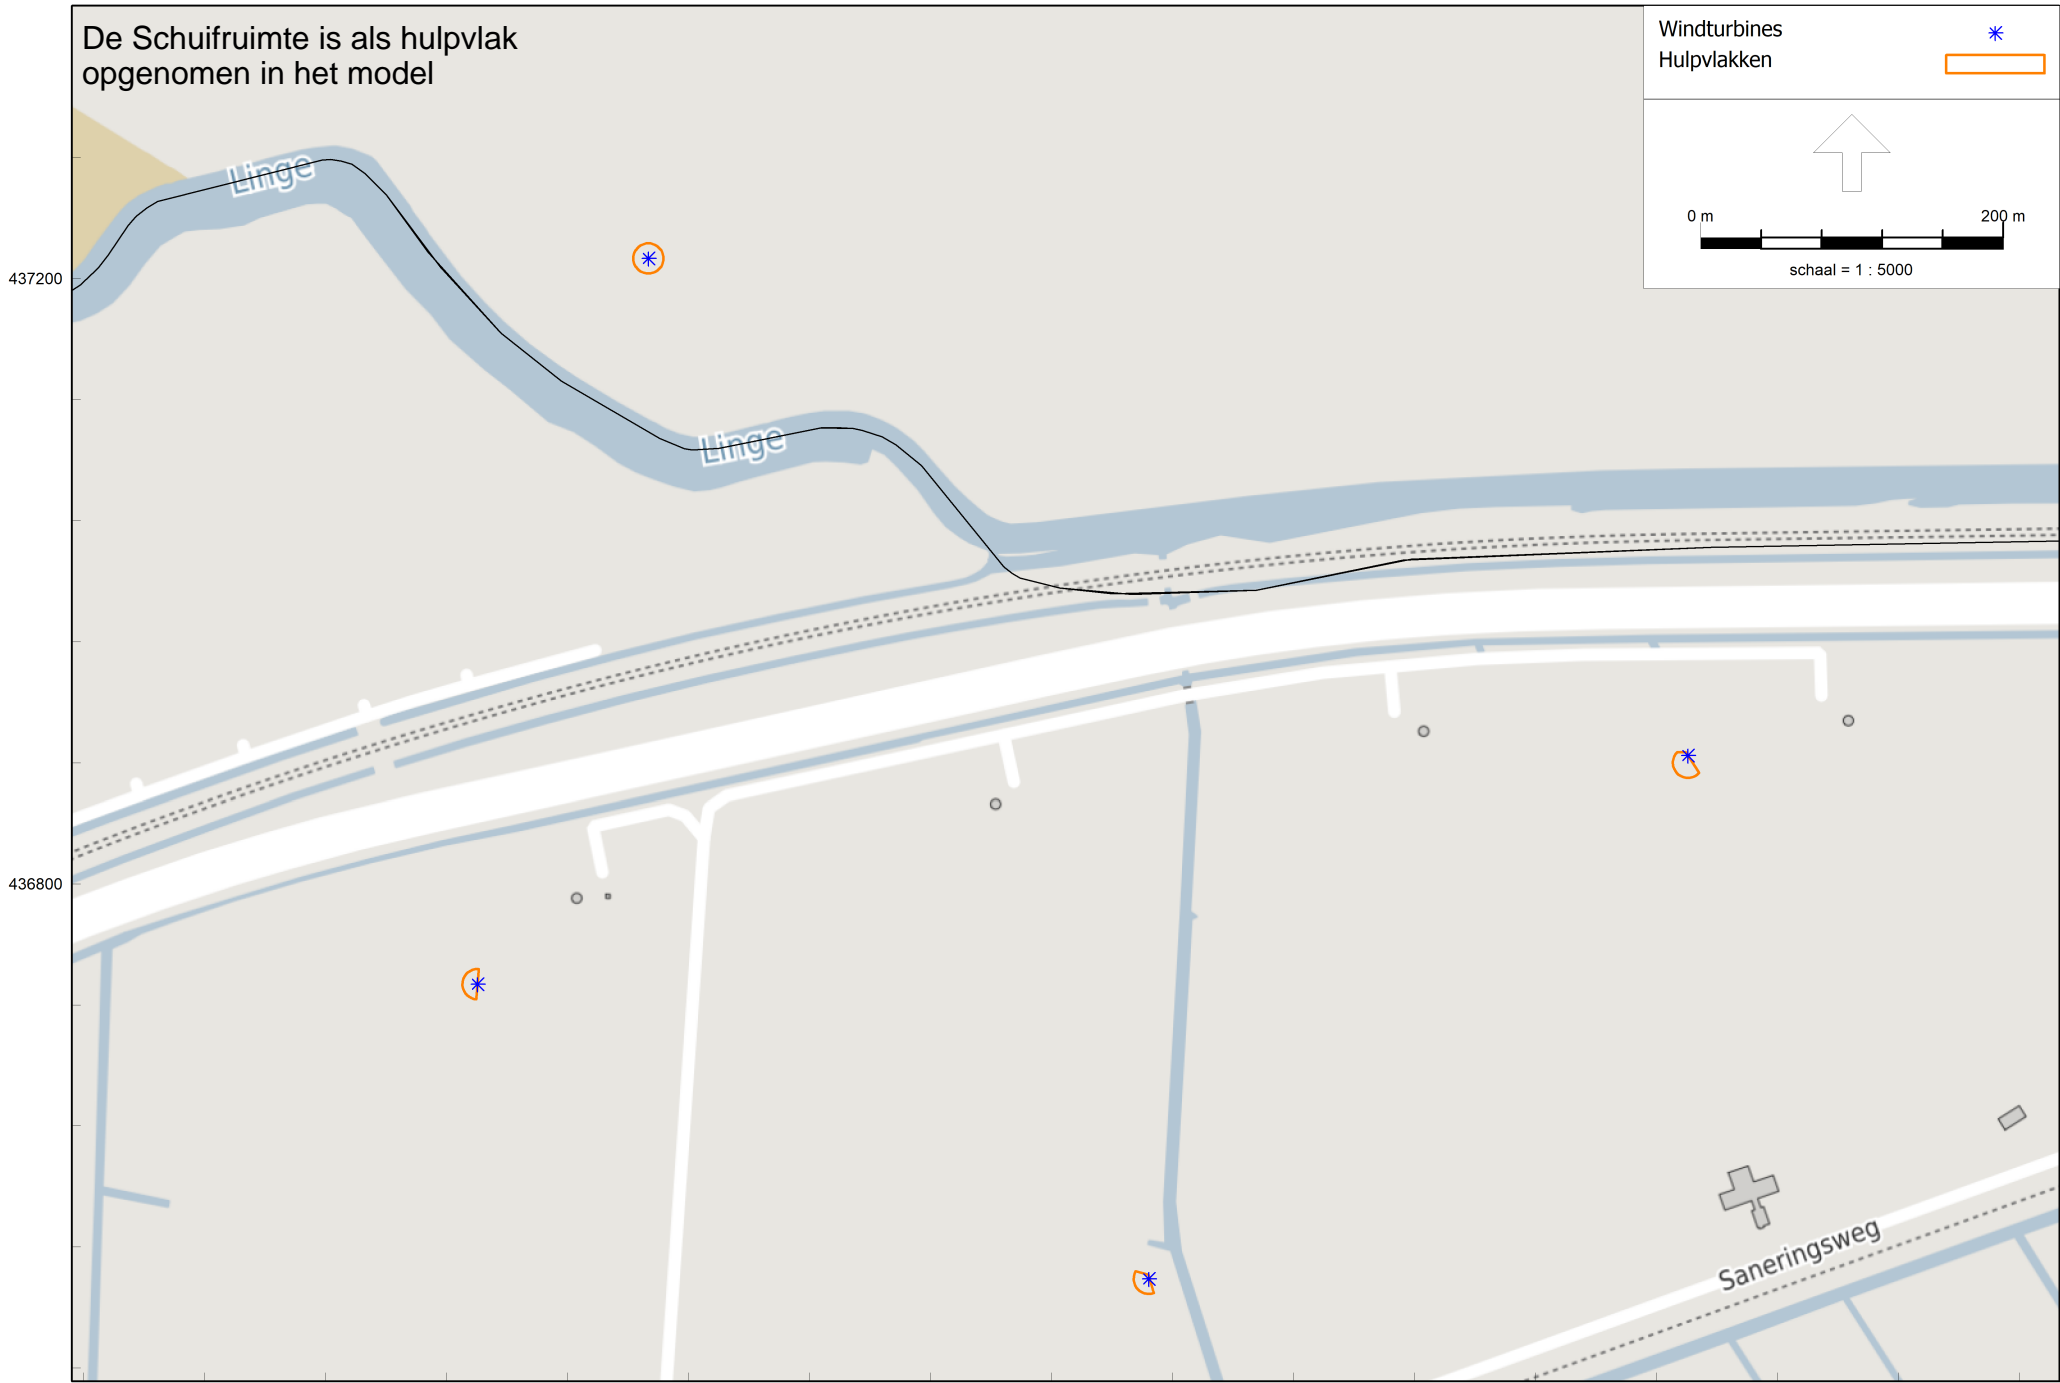 De Schuifruimte is als hulpvlak
opgenomen in het model
Windturbines
Hulpvlakken
0 m
200 m
schaal = 1 : 5000
Linge
437200
Linge
436800
Saneringsweg